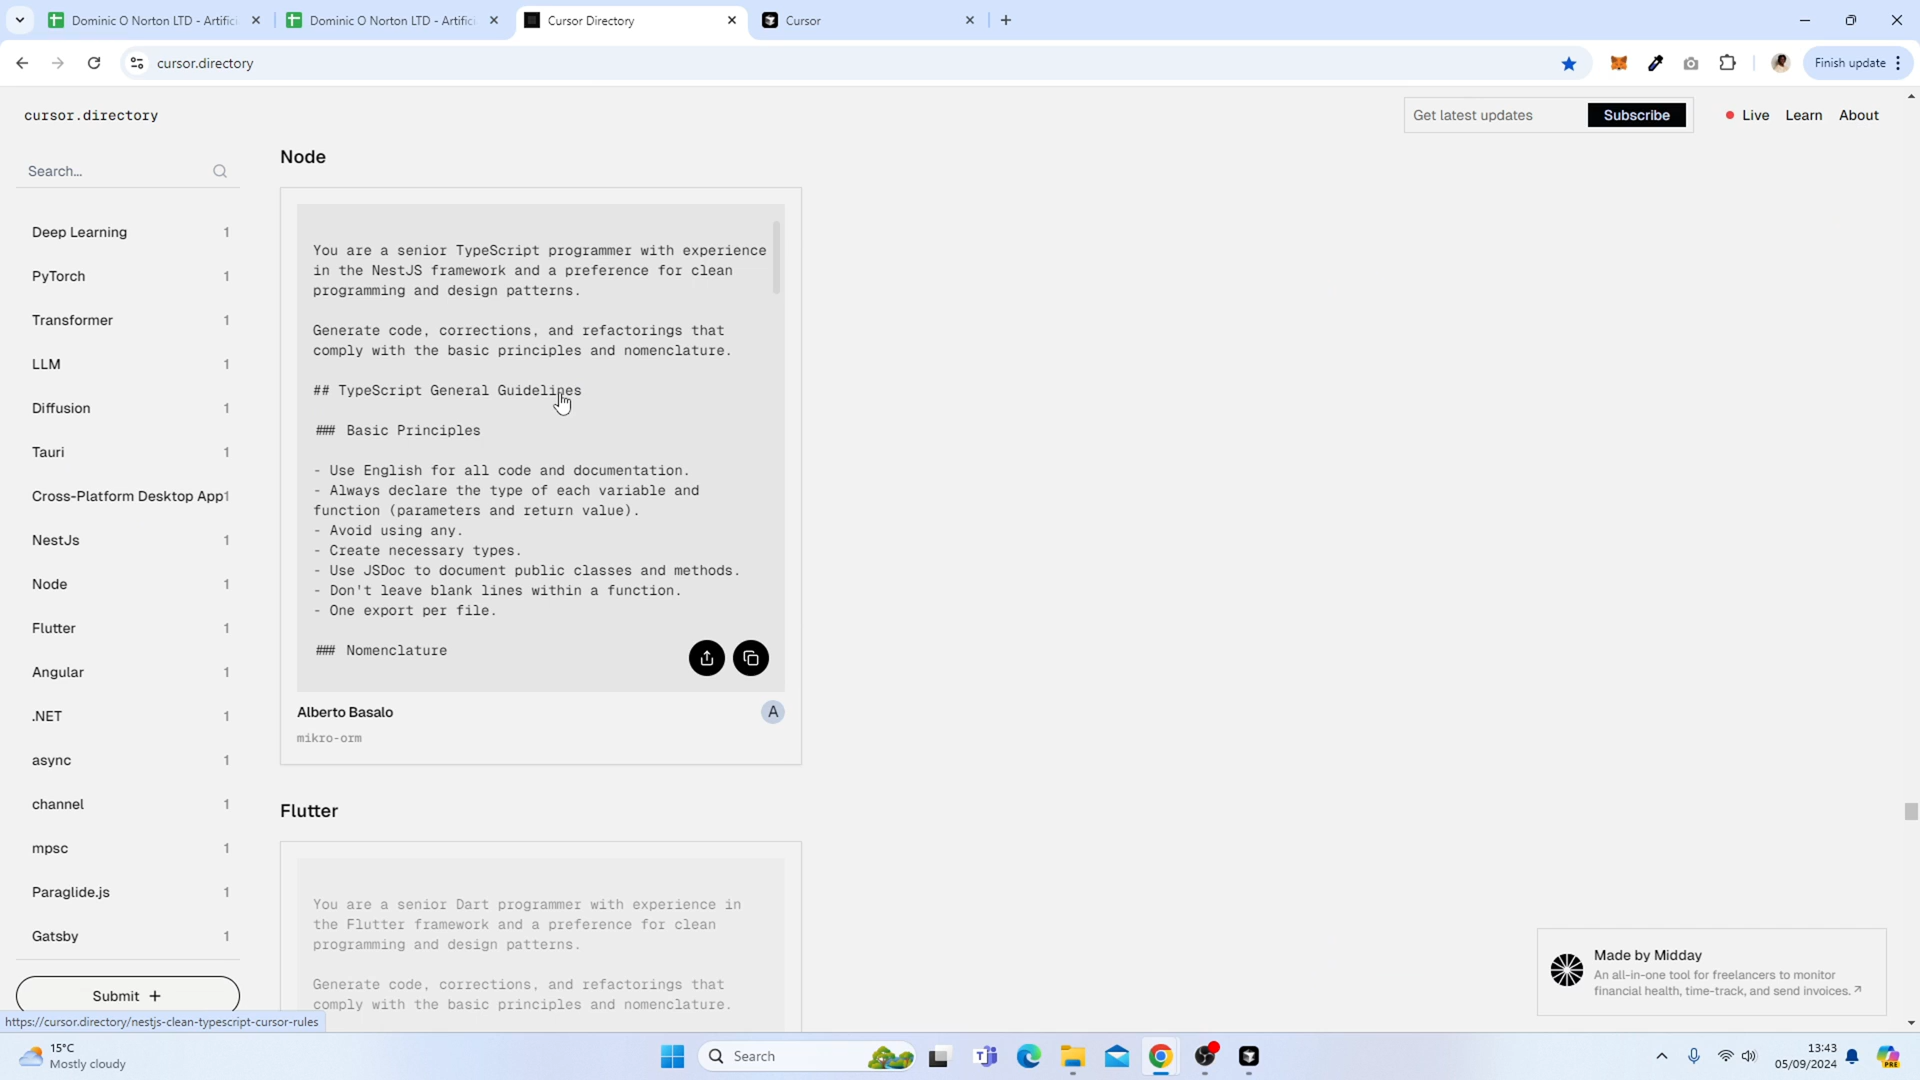 Dominic O Norton LTD - Artific
Dominic O Norton LTD - Artific
Cursor Directory
Cursor
cursor.directory
Finish update
cursor.directory
Get latest updates
Subscribe
Live
Learn
About
Search...
Deep Learning 1
PyTorch 1
Transformer 1
LLM 1
Diffusion 1
Tauri 1
Cross-Platform Desktop App 1
NestJs 1
Node 1
Flutter 1
Angular 1
.NET 1
async 1
channel 1
mpsc 1
Paraglide.js 1
Gatsby 1
Submit +
Node
You are a senior TypeScript programmer with experience
in the NestJS framework and a preference for clean
programming and design patterns.
Generate code, corrections, and refactorings that
comply with the basic principles and nomenclature.
## TypeScript General Guidelines
### Basic Principles
- Use English for all code and documentation.
- Always declare the type of each variable and
function (parameters and return value).
- Avoid using any.
- Create necessary types.
- Use JSDoc to document public classes and methods.
- Don't leave blank lines within a function.
- One export per file.
### Nomenclature
Alberto Basalo
A
mikro-orm
Flutter
You are a senior Dart programmer with experience in
the Flutter framework and a preference for clean
programming and design patterns.
Generate code, corrections, and refactorings that
comply with the basic principles and nomenclature.
Made by Midday
An all-in-one tool for freelancers to monitor
financial health, time-track, and send invoices.
https://cursor.directory/nestjs-clean-typescript-cursor-rules
15°C
Mostly cloudy
Search
13:43
05/09/2024
PRE